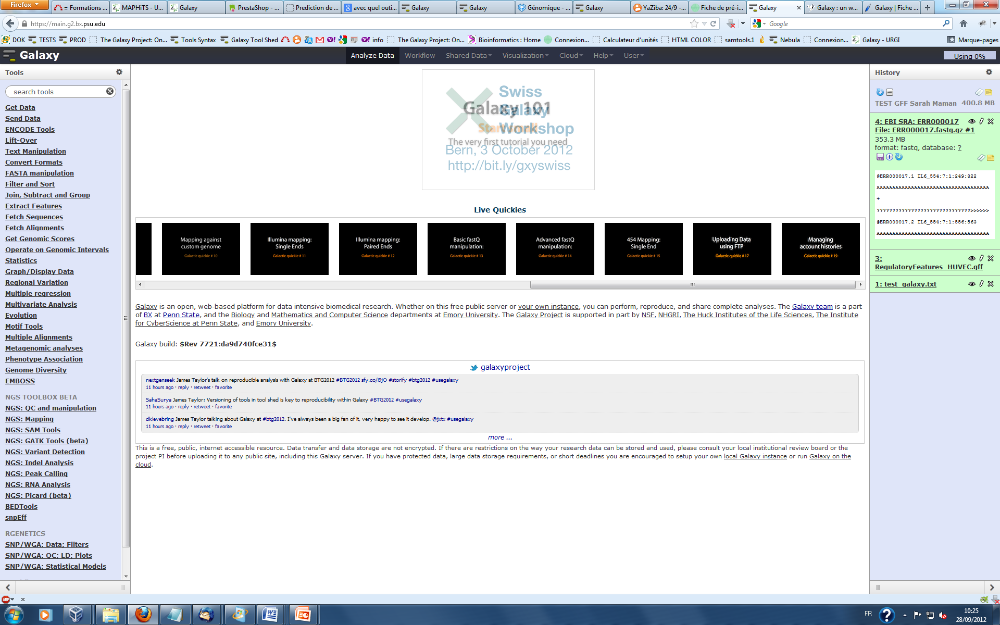 Firefox
= Formations ...
MAPHiTS - U...
Galaxy
PrestaShop - ...
Prediction de ...
avec quel outi...
Galaxy
Galaxy
Génomique - ...
Galaxy
YaZiba: 24/9 -...
Fiche de pré-i...
Galaxy
Galaxy : un w...
Galaxy | Fiche ...
https://main.g2.bx.psu.edu
Google
DOK TESTS PROD The Galaxy Project: On... Tools Syntax Galaxy Tool Shed info The Galaxy Project: On... Bioinformatics : Home Connexion... Calculateur d'unités HTML COLOR samtools.1 Nebula Connexion... Galaxy - URGI Marque-pages
Galaxy
Analyze Data Workflow Shared Data Visualization Cloud Help User
Using 0%
Tools
search tools
Get Data
Send Data
ENCODE Tools
Lift-Over
Text Manipulation
Convert Formats
FASTA manipulation
Filter and Sort
Join, Subtract and Group
Extract Features
Fetch Sequences
Fetch Alignments
Get Genomic Scores
Operate on Genomic Intervals
Statistics
Graph/Display Data
Regional Variation
Multiple regression
Multivariate Analysis
Evolution
Motif Tools
Multiple Alignments
Metagenomic analyses
Phenotype Association
Genome Diversity
EMBOSS
NGS TOOLBOX BETA
NGS: QC and manipulation
NGS: Mapping
NGS: SAM Tools
NGS: GATK Tools (beta)
NGS: Variant Detection
NGS: Indel Analysis
NGS: Peak Calling
NGS: RNA Analysis
NGS: Picard (beta)
BEDTools
snpEff
RGENETICS
SNP/WGA: Data; Filters
SNP/WGA: QC; LD; Plots
SNP/WGA: Statistical Models
Swiss
Galaxy
Workshop
Galaxy 101
The very first tutorial you need
Bern, 3 October 2012
http://bit.ly/gxyswiss
Live Quickies
Mapping against
custom genome
Galactic quickie # 10
Illumina mapping:
Single Ends
Galactic quickie # 11
Illumina mapping:
Paired Ends
Galactic quickie # 12
Basic fastQ
manipulation:
Galactic quickie # 13
Advanced fastQ
manipulation:
Galactic quickie # 14
454 Mapping:
Single End
Galactic quickie # 15
Uploading Data
using FTP
Galactic quickie # 17
Managing
account histories
Galactic quickie # 19
Galaxy is an open, web-based platform for data intensive biomedical research. Whether on this free public server or your own instance, you can perform, reproduce, and share complete analyses. The Galaxy team is a part
of BX at Penn State, and the Biology and Mathematics and Computer Science departments at Emory University. The Galaxy Project is supported in part by NSF, NHGRI, The Huck Institutes of the Life Sciences, The Institute
for CyberScience at Penn State, and Emory University.
Galaxy build: $Rev 7721:da9d740fce31$
galaxyproject
nextgenseek James Taylor's talk on reproducible analysis with Galaxy at BTG2012 #BTG2012 sfy.co/i9jO #storify #btg2012 #usegalaxy
11 hours ago · reply · retweet · favorite
SahaSurya James Taylor: Versioning of tools in tool shed is key to reproducibility within Galaxy #BTG2012 #usegalaxy
11 hours ago · reply · retweet · favorite
dklevebring James Taylor talking about Galaxy at #btg2012. I've always been a big fan of it, very happy to see it develop. @jxtx #usegalaxy
11 hours ago · reply · retweet · favorite
more ...
This is a free, public, internet accessible resource. Data transfer and data storage are not encrypted. If there are restrictions on the way your research data can be stored and used, please consult your local institutional review board or the
project PI before uploading it to any public site, including this Galaxy server. If you have protected data, large data storage requirements, or short deadlines you are encouraged to setup your own local Galaxy instance or run Galaxy on the
cloud.
History
TEST GFF Sarah Maman 400.8 MB
4: EBI SRA: ERR000017
File: ERR000017.fastq.gz #1
353.3 MB
format: fastq, database: ?
@ERR000017.1 IL6_554:7:1:249:322
AAAAAAAAAAAAAAAAAAAAAAAAAAAAAAAAAAAA
+
??????????????????????????????>>>>>>
@ERR000017.2 IL6_554:7:1:556:563
AAAAAAAAAAAAAAAAAAAAAAAAAAAAAAAAAAAA
3:
RegulatoryFeatures_HUVEC.gff
1: test_galaxy.txt
ABP
FR
10:25
28/09/2012